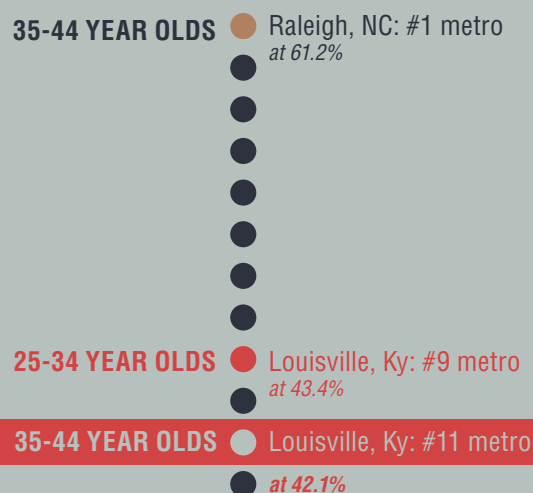 35-44 YEAR OLDS Raleigh, NC: #1 metro
at 61.2%
25-34 YEAR OLDS Louisville, Ky: #9 metro
at 43.4%
35-44 YEAR OLDS Louisville, Ky: #11 metro
at 42.1%